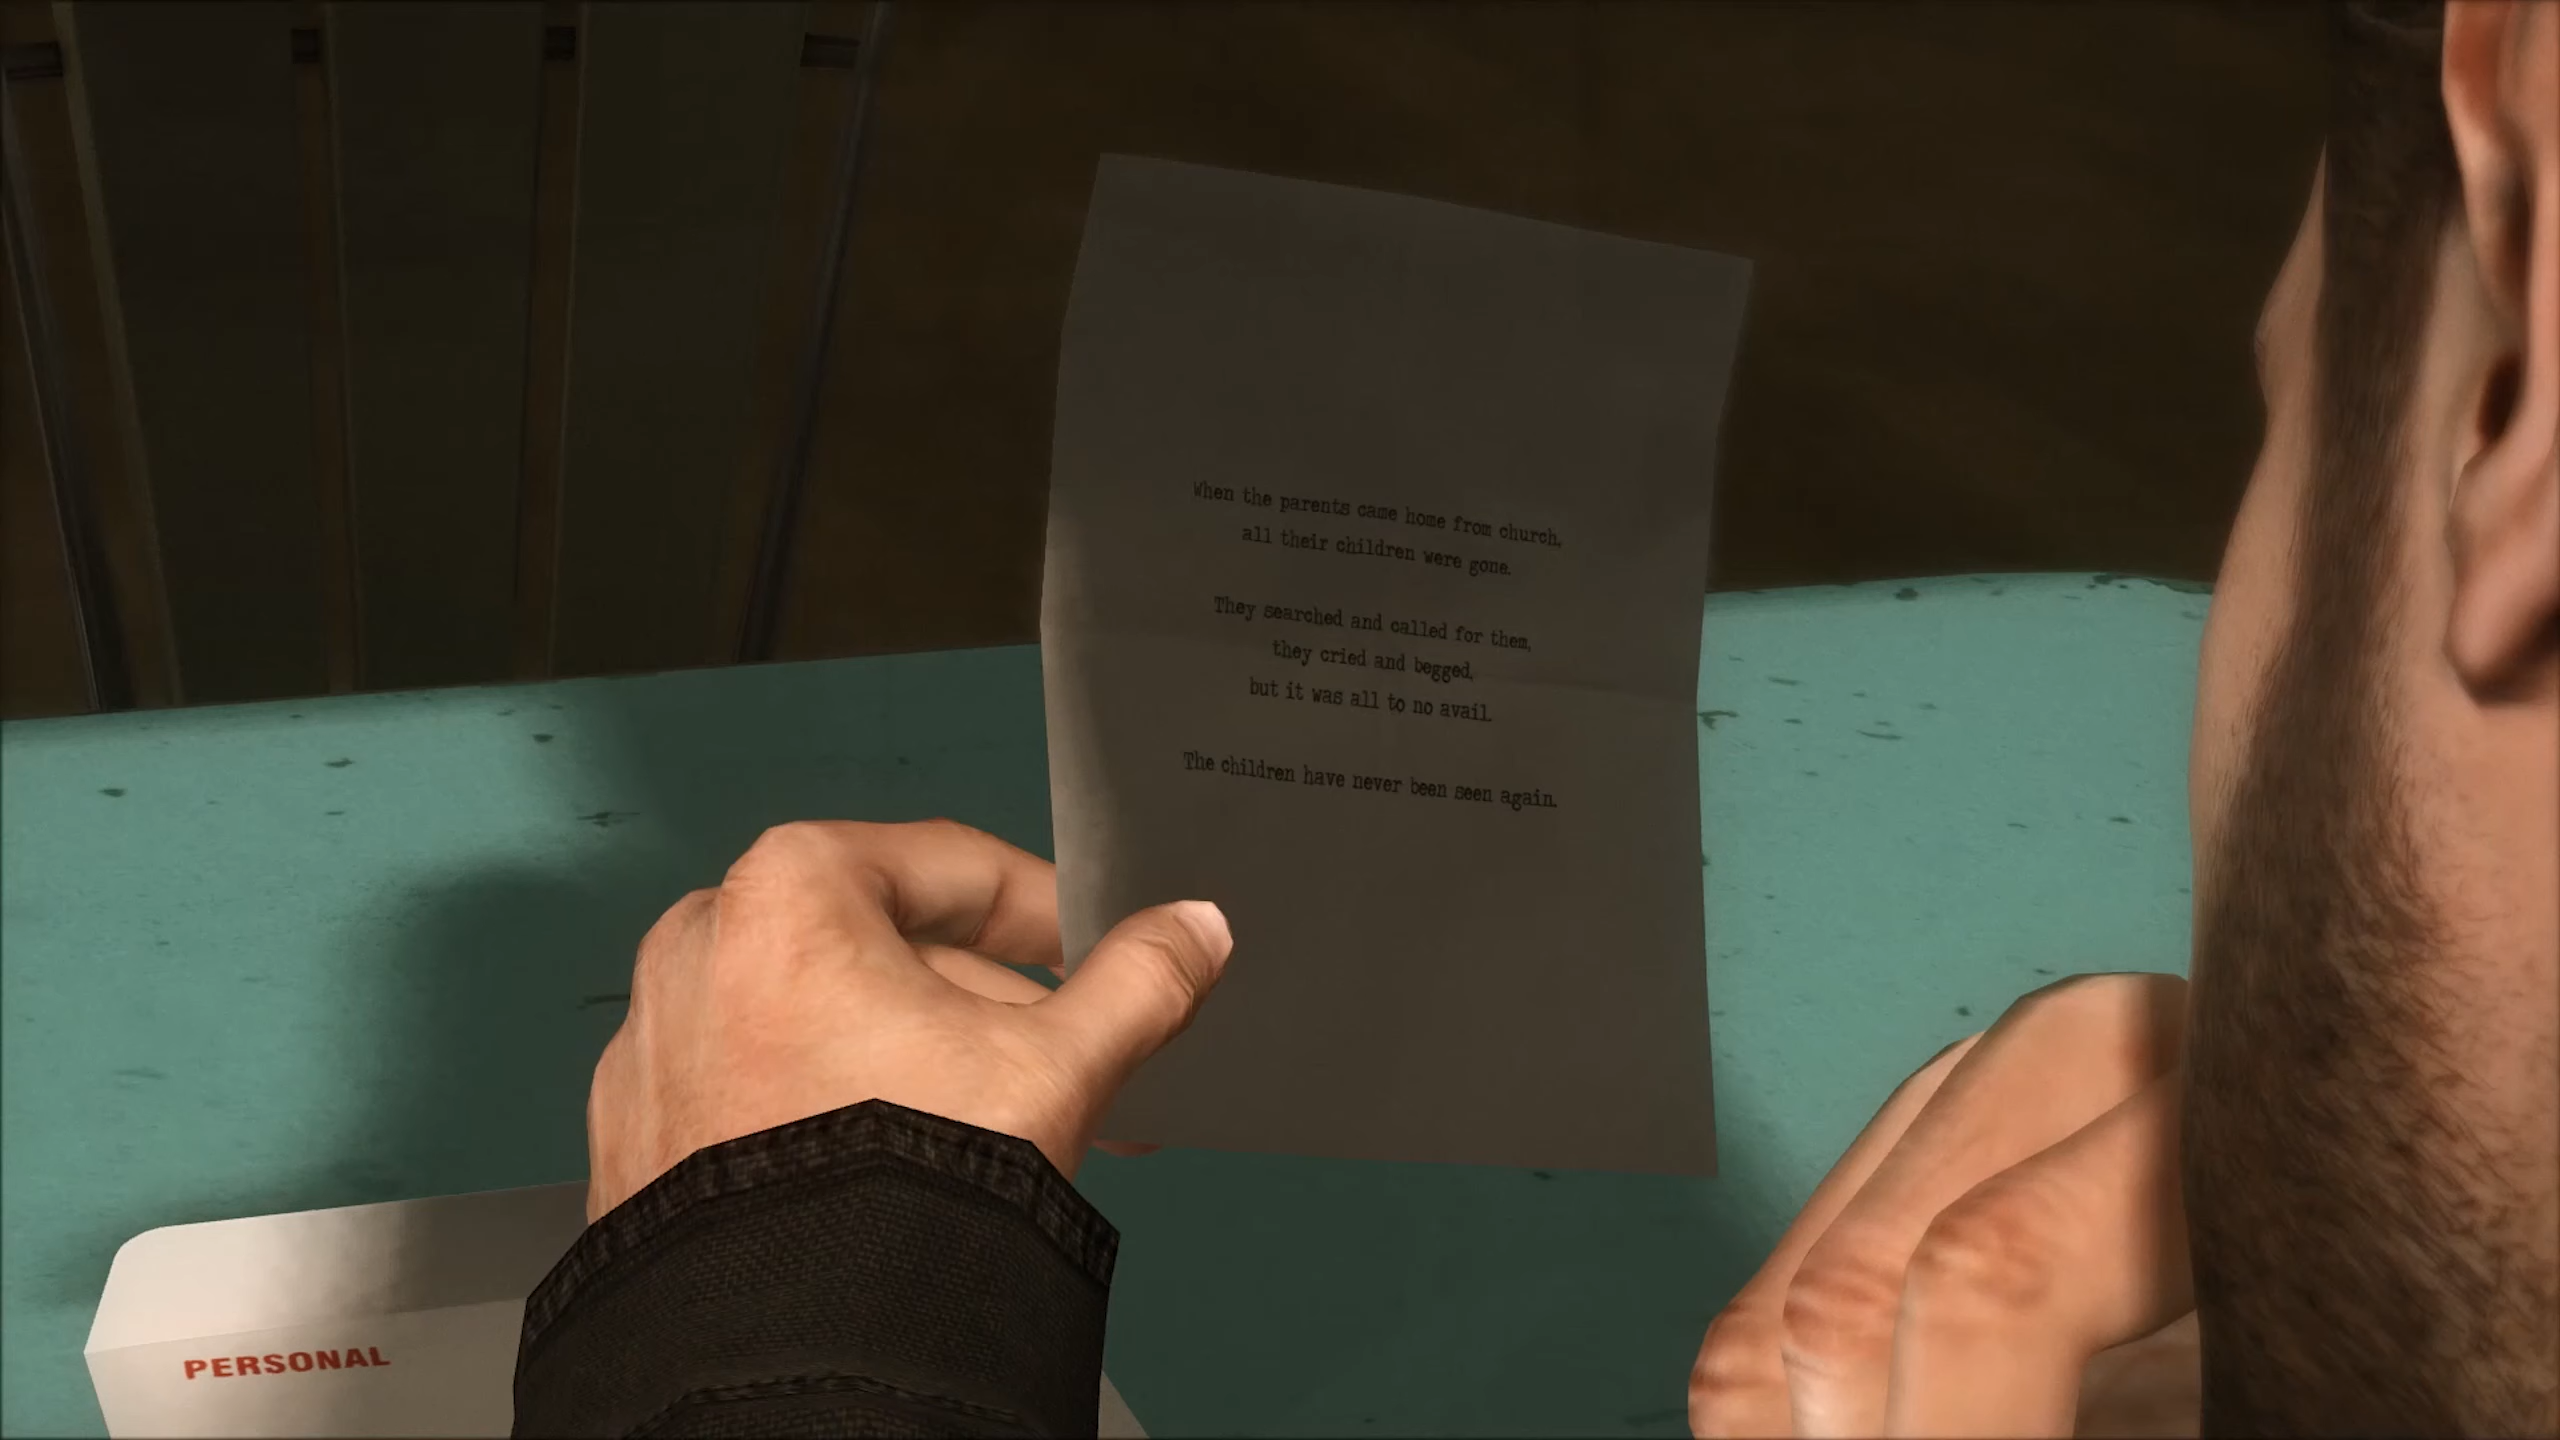 When the parents came home from church,
all their children were gone.
They searched and called for them,
they cried and begged,
but it was all to no avail.
The children have never been seen again.
PERSONAL